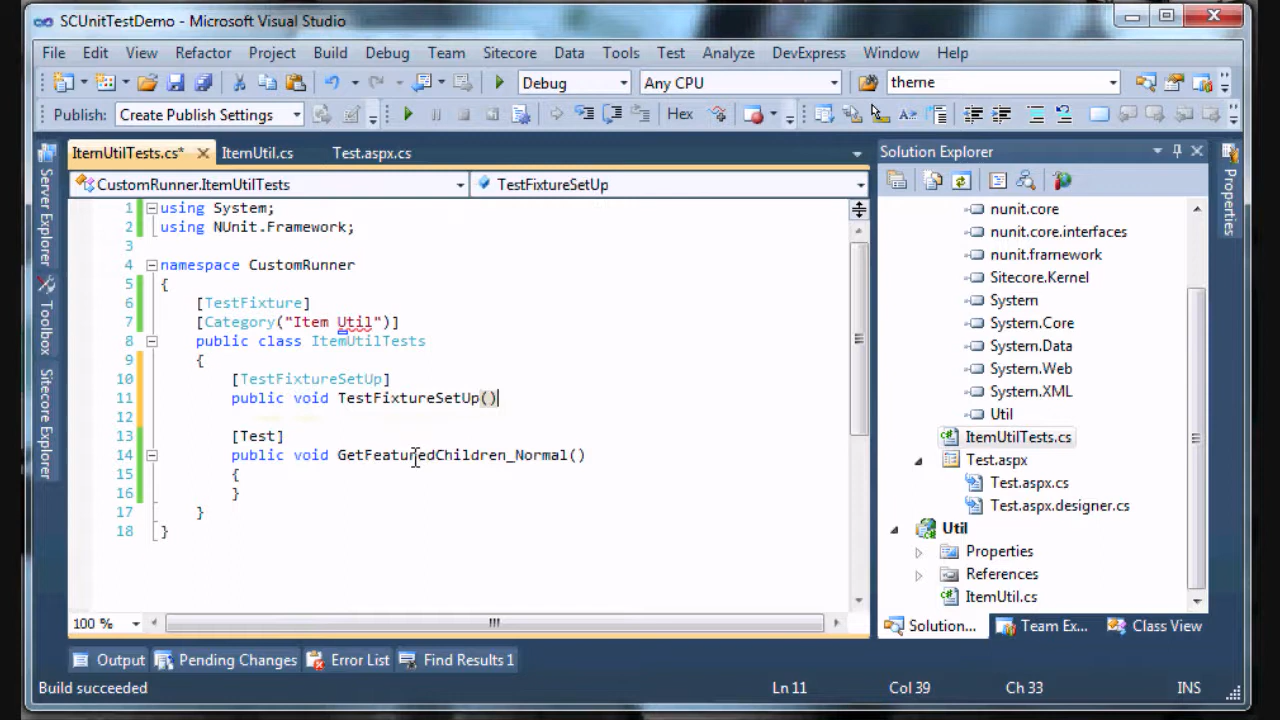 SCUnitTestDemo - Microsoft Visual Studio
File Edit View Refactor Project Build Debug Team Sitecore Data Tools Test Analyze DevExpress Window Help
Debug Any CPU theme
Publish: Create Publish Settings Hex
ItemUtilTests.cs* ItemUtil.cs Test.aspx.cs
CustomRunner.ItemUtilTests TestFixtureSetUp
1 using System;
2 using NUnit.Framework;
3
4 namespace CustomRunner
5 {
6 [TestFixture]
7 [Category("Item Util")]
8 public class ItemUtilTests
9 {
10 [TestFixtureSetUp]
11 public void TestFixtureSetUp()
12
13 [Test]
14 public void GetFeaturedChildren_Normal()
15 {
16 }
17 }
18 }
100 %
Server Explorer
Toolbox
Sitecore Explorer
Solution Explorer
nunit.core
nunit.core.interfaces
nunit.framework
Sitecore.Kernel
System
System.Core
System.Data
System.Web
System.XML
Util
ItemUtilTests.cs
Test.aspx
Test.aspx.cs
Test.aspx.designer.cs
Util
Properties
References
ItemUtil.cs
Solution... Team Ex... Class View
Properties
Output Pending Changes Error List Find Results 1
Build succeeded Ln 11 Col 39 Ch 33 INS